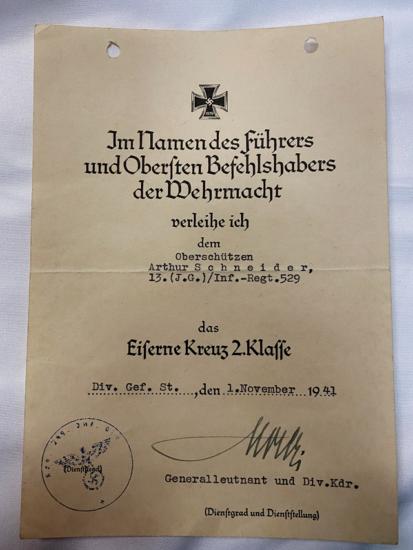 Im Namen des Führers
und Obersten Befehlshabers
der Wehrmacht
verleihe ich
dem
Oberschützen
Arthur Schneider,
13.(J.G.)/Inf.-Regt.529
das
Eiserne Kreuz 2.Klasse
Div. Gef. St. , den 1.November 1941
(Dienstsiegel)
Generalleutnant und Div.Kdr.
(Dienstgrad und Dienststellung)